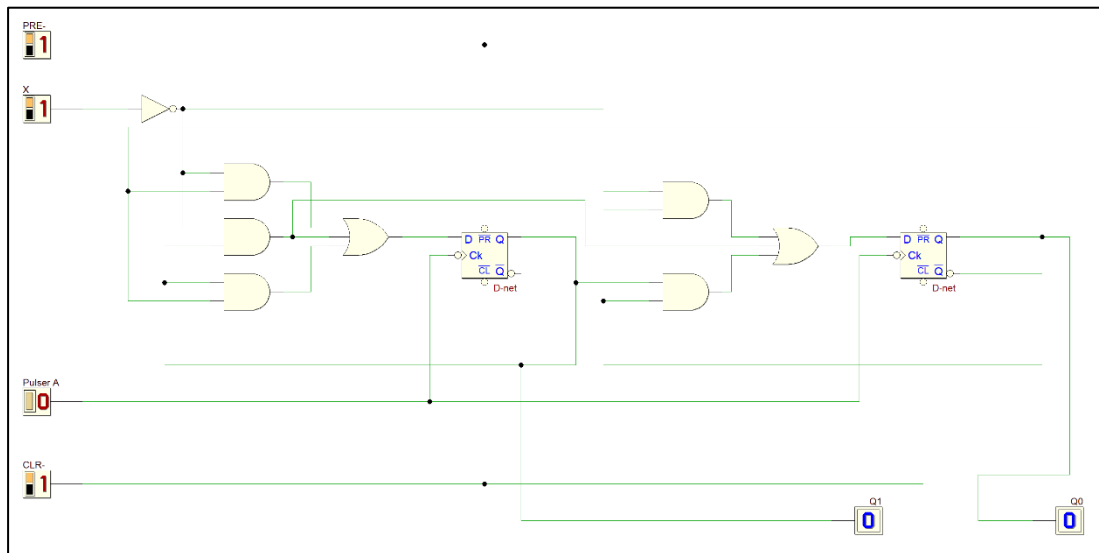 PRE-
1
X
1
D PR Q
Ck
CL Q
D-net
D PR Q
Ck
CL Q
D-net
Pulser A
0
CLR-
1
Q1
0
Q0
0